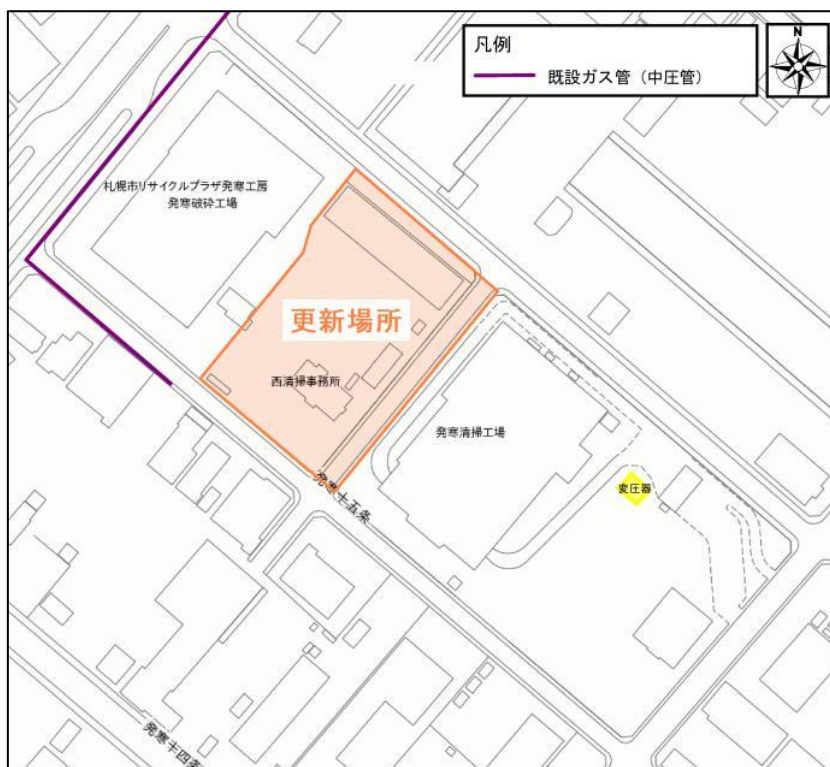 凡例
N
既設ガス管（中圧管）
札幌市リサイクルプラザ発寒工房
発寒破砕工場
更新場所
西清掃事務所
発寒清掃工場
変圧器
発寒十五条
発寒十四条